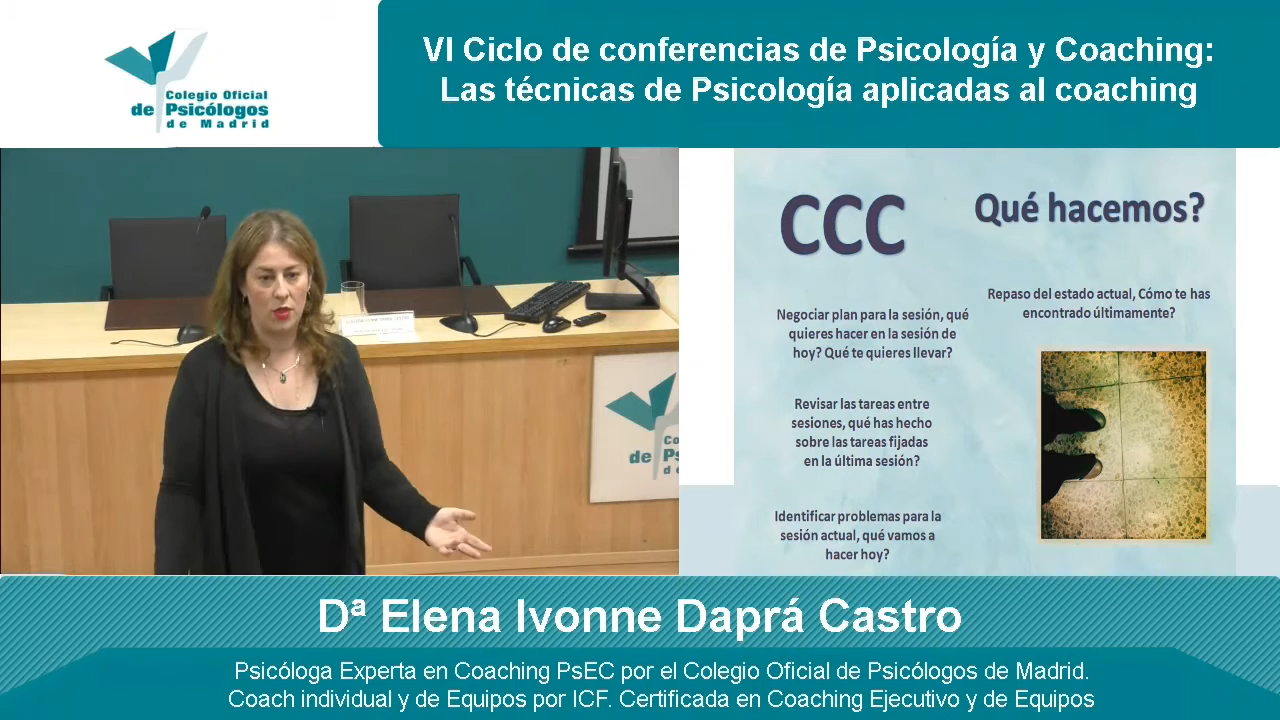 Colegio Oficial
de Psicólogos
de Madrid
VI Ciclo de conferencias de Psicología y Coaching:
Las técnicas de Psicología aplicadas al coaching
CCC
Qué hacemos?
Negociar plan para la sesión, qué
quieres hacer en la sesión de
hoy? Qué te quieres llevar?
Revisar las tareas entre
sesiones, qué has hecho
sobre las tareas fijadas
en la última sesión?
Identificar problemas para la
sesión actual, qué vamos a
hacer hoy?
Repaso del estado actual, Cómo te has
encontrado últimamente?
Co
de Ps
d e
Dª Elena Ivonne Daprá Castro
Psicóloga Experta en Coaching PsEC por el Colegio Oficial de Psicólogos de Madrid.
Coach individual y de Equipos por ICF. Certificada en Coaching Ejecutivo y de Equipos